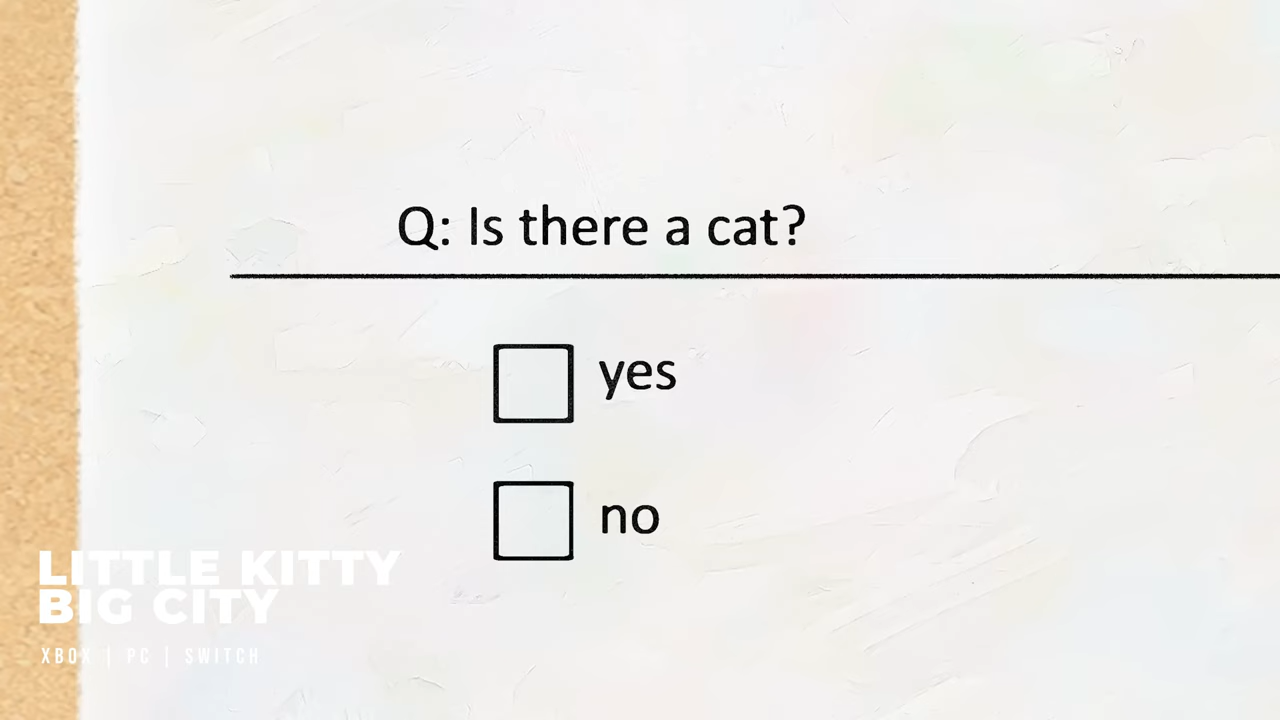 Q: Is there a cat?
yes
no
LITTLE KITTY
BIG CITY
XBOX | PC | SWITCH